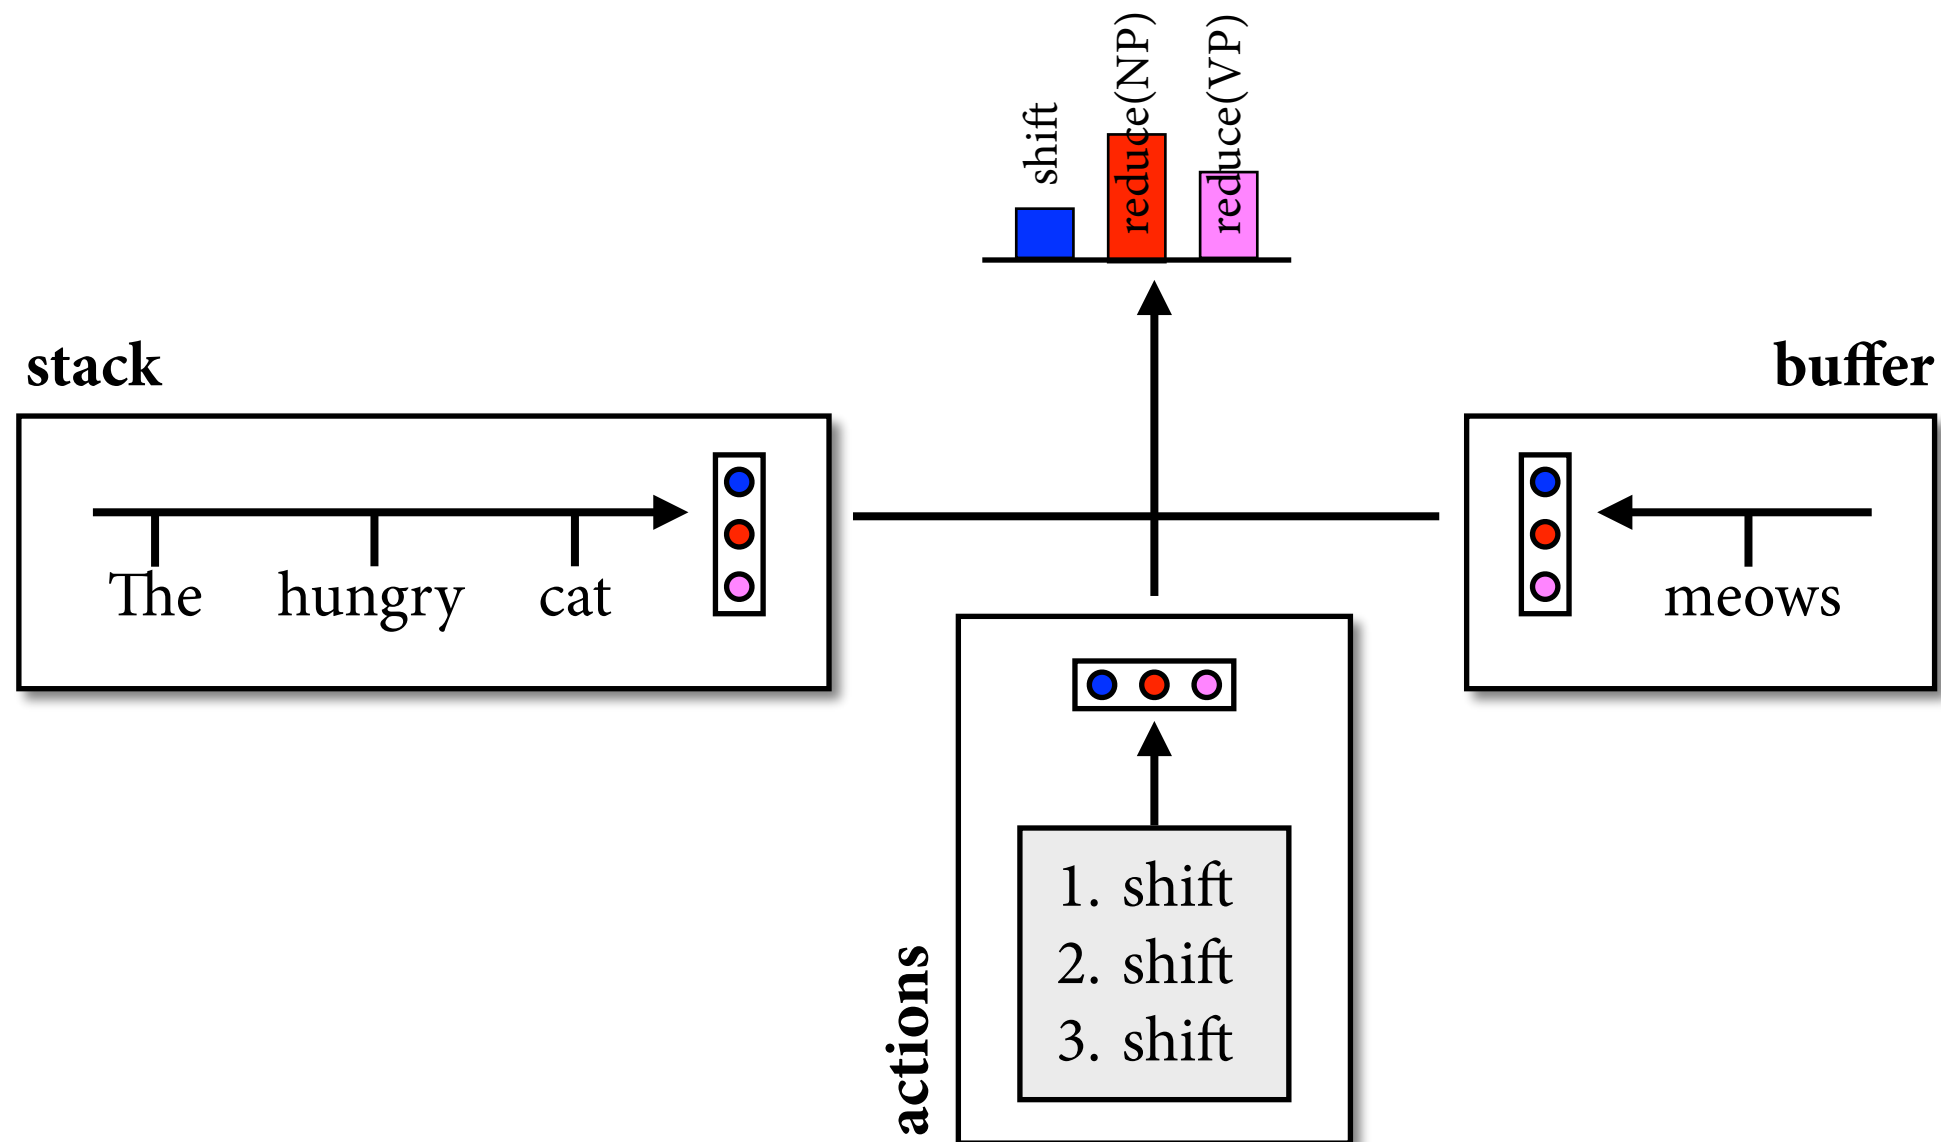 shift
reduce(NP)
reduce(VP)
stack
buffer
The hungry cat
meows
actions
1. shift
2. shift
3. shift